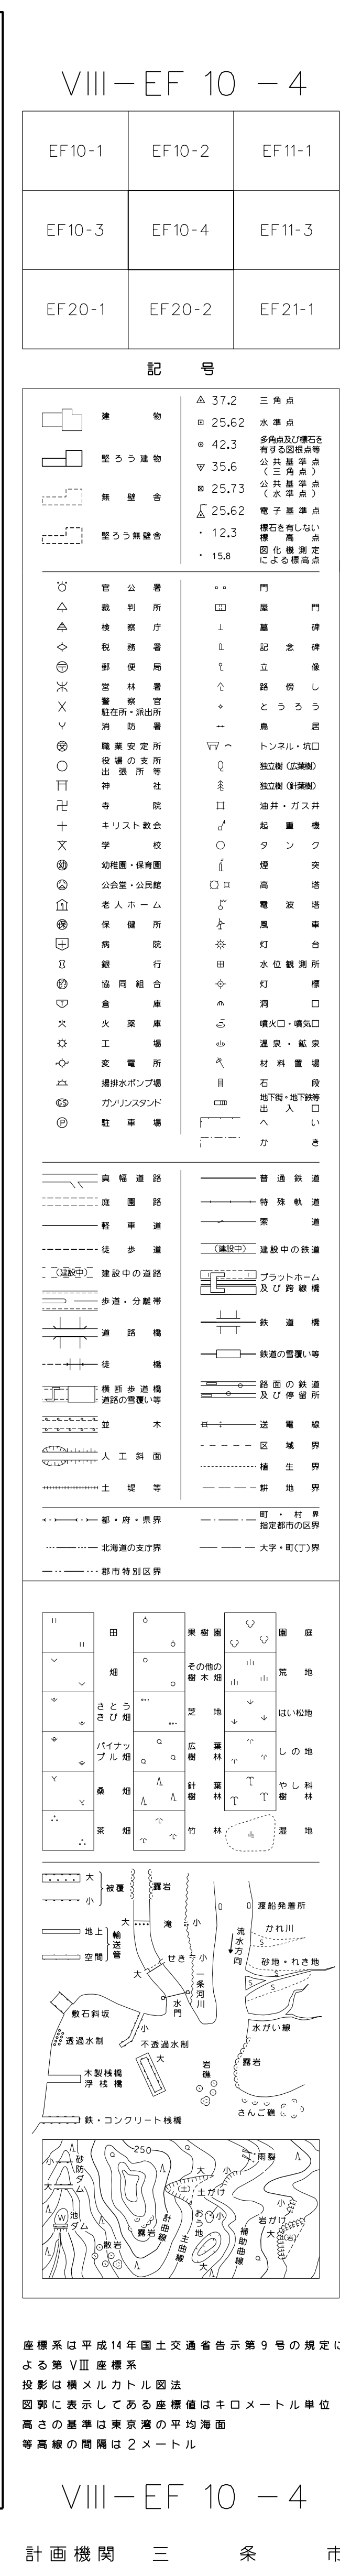 VIII－EF 10 －4
EF10-1 EF10-2 EF11-1
EF10-3 EF10-4 EF11-3
EF20-1 EF20-2 EF21-1
記 号
建 物
堅ろう建物
無 壁 舎
堅ろう無壁舎
37.2 三 角 点
25.62 水 準 点
42.3 多角点及び標石を
有する図根点等
35.6 公 共 基 準 点
（ 三 角 点 ）
25.73 公 共 基 準 点
（ 水 準 点 ）
25.62 電 子 基 準 点
12.3 標石を有しない
標 高 点
15.8 図 化 機 測 定
による標高点
官 公 署
裁 判 所
検 察 庁
税 務 署
郵 便 局
営 林 署
警 察 官
駐在所・派出所
消 防 署
職 業 安 定 所
役 場 の 支 所
出 張 所 等
神 社
寺 院
キリスト教会
学 校
幼 幼稚園・保育園
公会堂・公民館
老 人 ホ ー ム
保 保 健 所
病 院
銀 行
協 同 組 合
倉 庫
火 薬 庫
工 場
変 電 所
揚排水ポンプ場
GS ガソリンスタンド
P 駐 車 場
門
屋 門
墓 碑
記 念 碑
立 像
路 傍 し
と う ろ う
鳥 居
トンネル・坑口
独立樹（広葉樹）
独立樹（針葉樹）
油井・ガス井
起 重 機
タ ン ク
煙 突
高 塔
電 波 塔
風 車
灯 台
水 位 観 測 所
灯 標
洞 口
噴火口・噴気口
温 泉・鉱 泉
材 料 置 場
石 段
地下街・地下鉄等
出 入 口
へ い
か き
真 幅 道 路
庭 園 路
軽 車 道
徒 歩 道
（建設中） 建設中の道路
歩道・分離帯
道 路 橋
徒 橋
横 断 歩 道 橋
道路の雪覆い等
並 木
人 工 斜 面
土 堤 等
都・府・県界
北海道の支庁界
郡市特別区界
普 通 鉄 道
特 殊 軌 道
索 道
（建設中） 建設中の鉄道
プラットホーム
及 び 跨 線 橋
鉄 道 橋
鉄道の雪覆い等
路 面 の 鉄 道
及 び 停 留 所
送 電 線
区 域 界
植 生 界
耕 地 界
町 ・ 村 界
指定都市の区界
大字・町(丁)界
田 果 樹 園 園 庭
畑 その他の
樹 木 畑 荒 地
さ と う
き び 畑 芝 地 はい松地
パイナッ
プ ル 畑 広 葉
樹 林 し の 地
桑 畑 針 葉
樹 林 や し 科
樹 林
茶 畑 竹 林 湿 地
大
小
被覆
地上
空間
輸送管
露岩
大 滝 小
せき 小
大
水門
一条河川
渡船発着所
流水方向
かれ川
S
砂地・れき地
S
S
S
水がい線
露岩
さんご礁
敷石斜坂
透過水制
小
不透過水制
大
岩礁
木製桟橋
浮 桟 橋
鉄・コンクリート桟橋
小
大
砂防ダム
W
池
ダム
散岩
250
露岩
計曲線
主曲線
大
小
（土）
土がけ
お う 地
小
大
雨裂
補助曲線
小
岩がけ
大
(岩)
座標系は平成14年国土交通省告示第９号の規定に
よる第 VIII 座標系
投影は横メルカトル図法
図郭に表示してある座標値はキロメートル単位
高さの基準は東京湾の平均海面
等高線の間隔は２メートル
VIII－EF 10 －4
計画機関 三 条 市